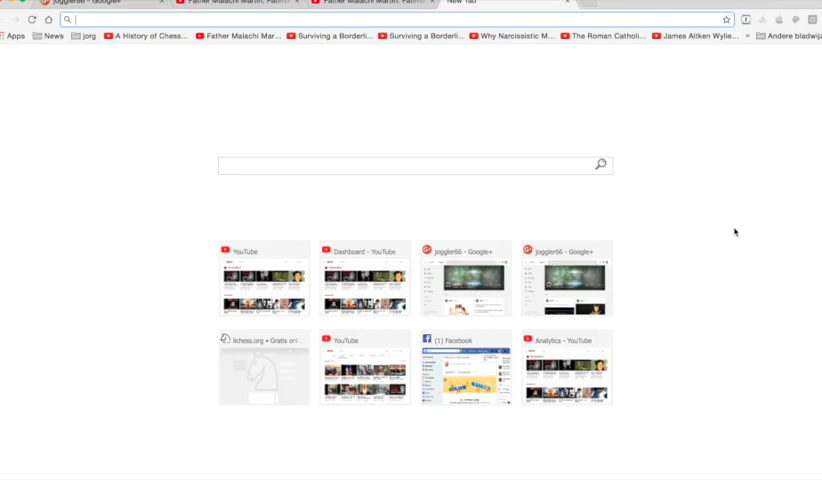 joggler66 - Google+ Father Malachi Martin: Fatima Father Malachi Martin: Fatima New Tab
Apps News jorg A History of Chess... Father Malachi Mar... Surviving a Borderli... Surviving a Borderli... Why Narcissistic M... The Roman Catholi... James Aitken Wylie... » Andere bladwij
YouTube Dashboard - YouTube joggler66 - Google+ joggler66 - Google+
lichess.org • Gratis onl... YouTube (1) Facebook Analytics - YouTube